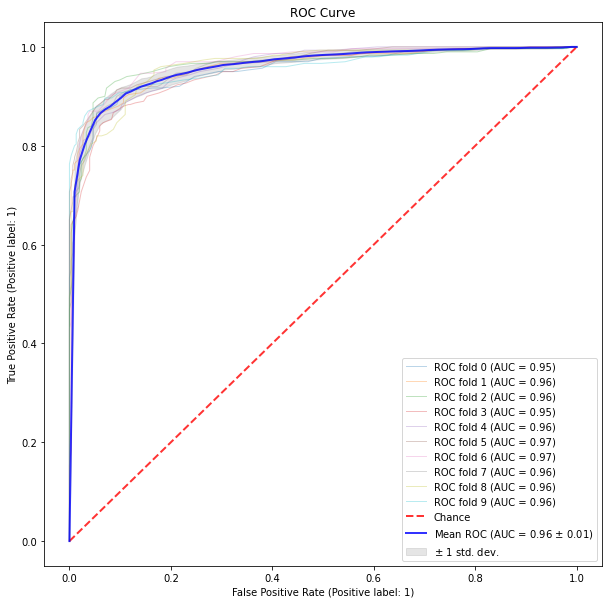 ROC Curve
True Positive Rate (Positive label: 1)
1.0
0.8
0.6
0.4
0.2
0.0
ROC fold 0 (AUC = 0.95)
ROC fold 1 (AUC = 0.96)
ROC fold 2 (AUC = 0.96)
ROC fold 3 (AUC = 0.95)
ROC fold 4 (AUC = 0.96)
ROC fold 5 (AUC = 0.97)
ROC fold 6 (AUC = 0.97)
ROC fold 7 (AUC = 0.96)
ROC fold 8 (AUC = 0.96)
ROC fold 9 (AUC = 0.96)
Chance
Mean ROC (AUC = 0.96 ± 0.01)
± 1 std. dev.
0.0 0.2 0.4 0.6 0.8 1.0
False Positive Rate (Positive label: 1)